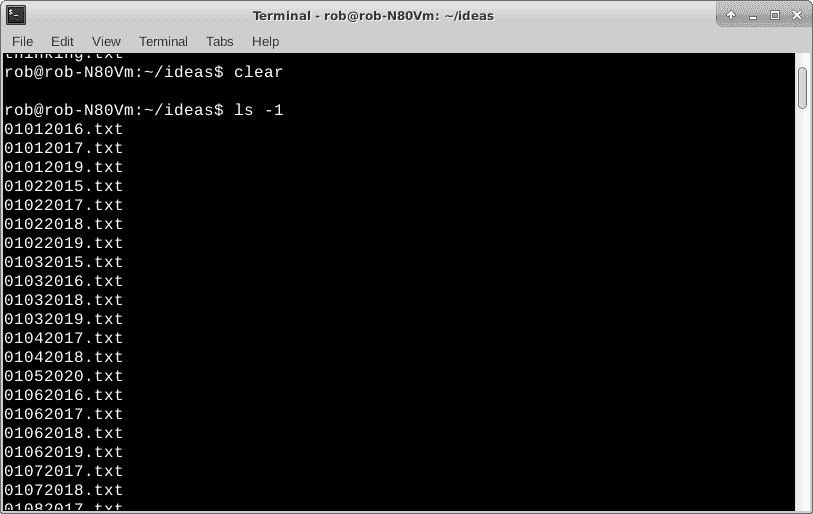 Terminal - rob@rob-N80Vm: ~/ideas
File Edit View Terminal Tabs Help
thinking.txt
rob@rob-N80Vm:~/ideas$ clear
rob@rob-N80Vm:~/ideas$ ls -1
01012016.txt
01012017.txt
01012019.txt
01022015.txt
01022017.txt
01022018.txt
01022019.txt
01032015.txt
01032016.txt
01032018.txt
01032019.txt
01042017.txt
01042018.txt
01052020.txt
01062016.txt
01062017.txt
01062018.txt
01062019.txt
01072017.txt
01072018.txt
01082017.txt